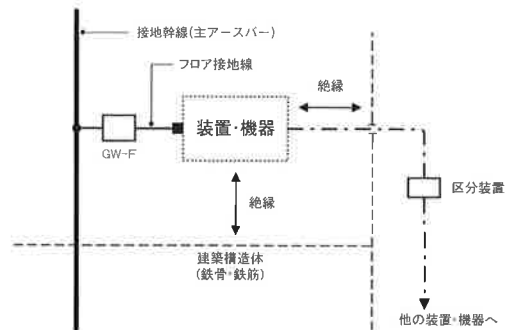 接地幹線(主アースバー)
フロア接地線
絶縁
装置・機器
GW-F
区分装置
絶縁
建築構造体
(鉄骨・鉄筋)
他の装置・機器へ